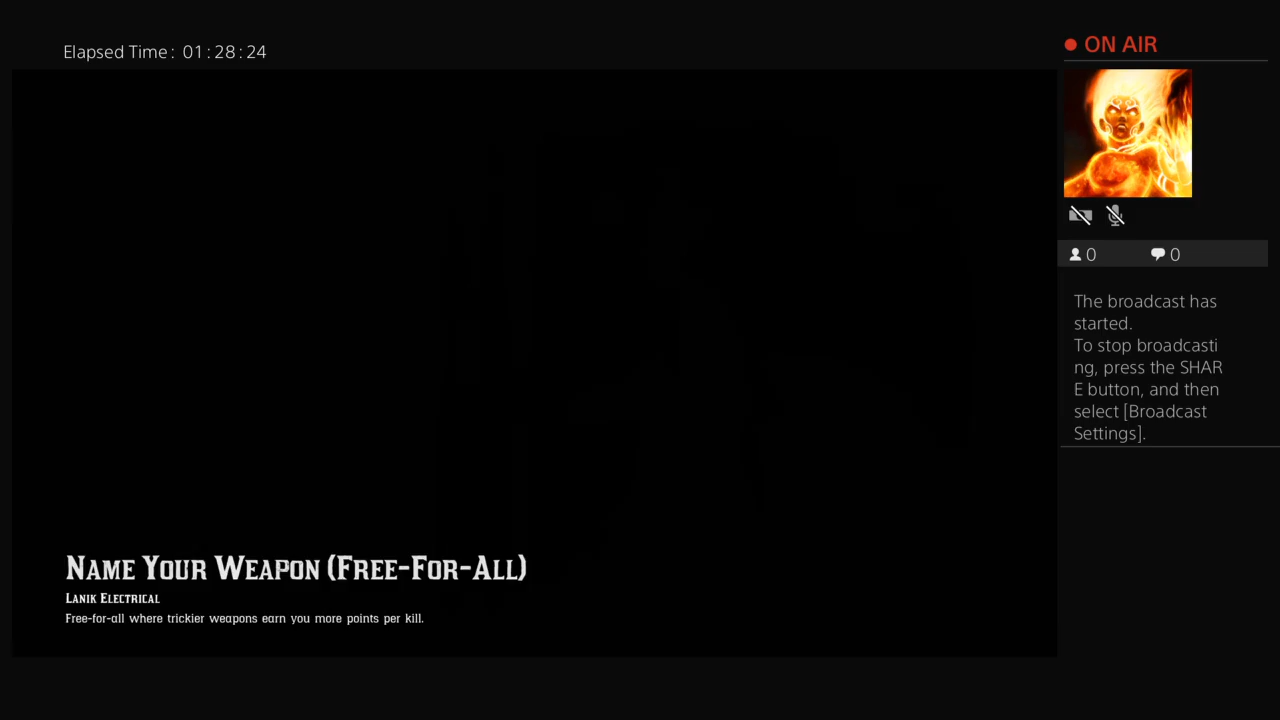 Elapsed Time: 01:28:24
ON AIR
0 0
The broadcast has
started.
To stop broadcasti
ng, press the SHAR
E button, and then
select [Broadcast
Settings].
Name Your Weapon (Free-For-All)
Lanik Electrical
Free-for-all where trickier weapons earn you more points per kill.